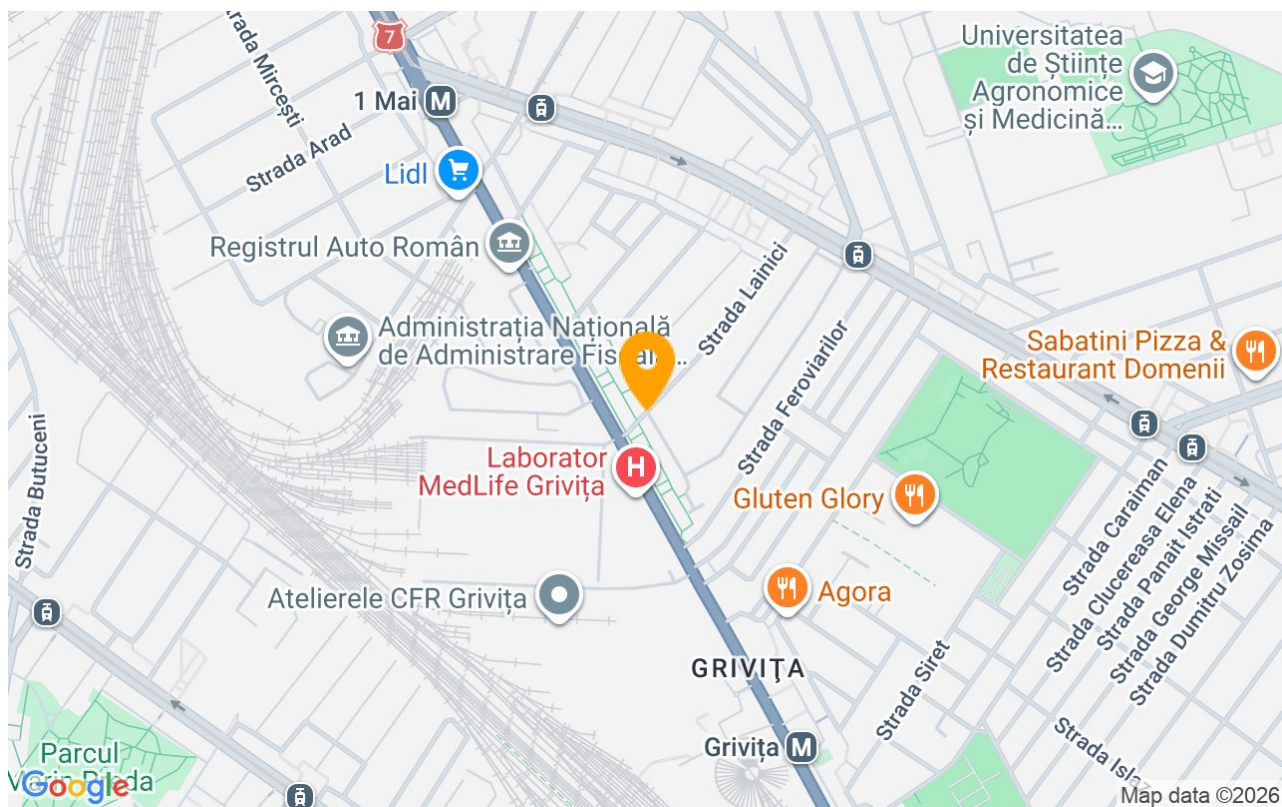 7
Strada Mircești
1 Mai
M
Strada Arad
Lidl
Universitatea
de Științe
Agronomice
și Medicină...
Registrul Auto Român
Strada Lainici
Administrația Națională
de Administrare
Strada Feroviarilor
Sabatini Pizza &
Restaurant Domenii
Strada Butuceni
Laborator
MedLife Grivița
H
Gluten Glory
Strada Caraiman
Strada Clucereasa Elena
Strada Panait Istrati
Strada George Missail
Strada Dumitru Zosima
Atelierele CFR Grivița
Agora
GRIVIŢA
Strada Siret
Grivița
M
Parcul
Google
Map data ©2026